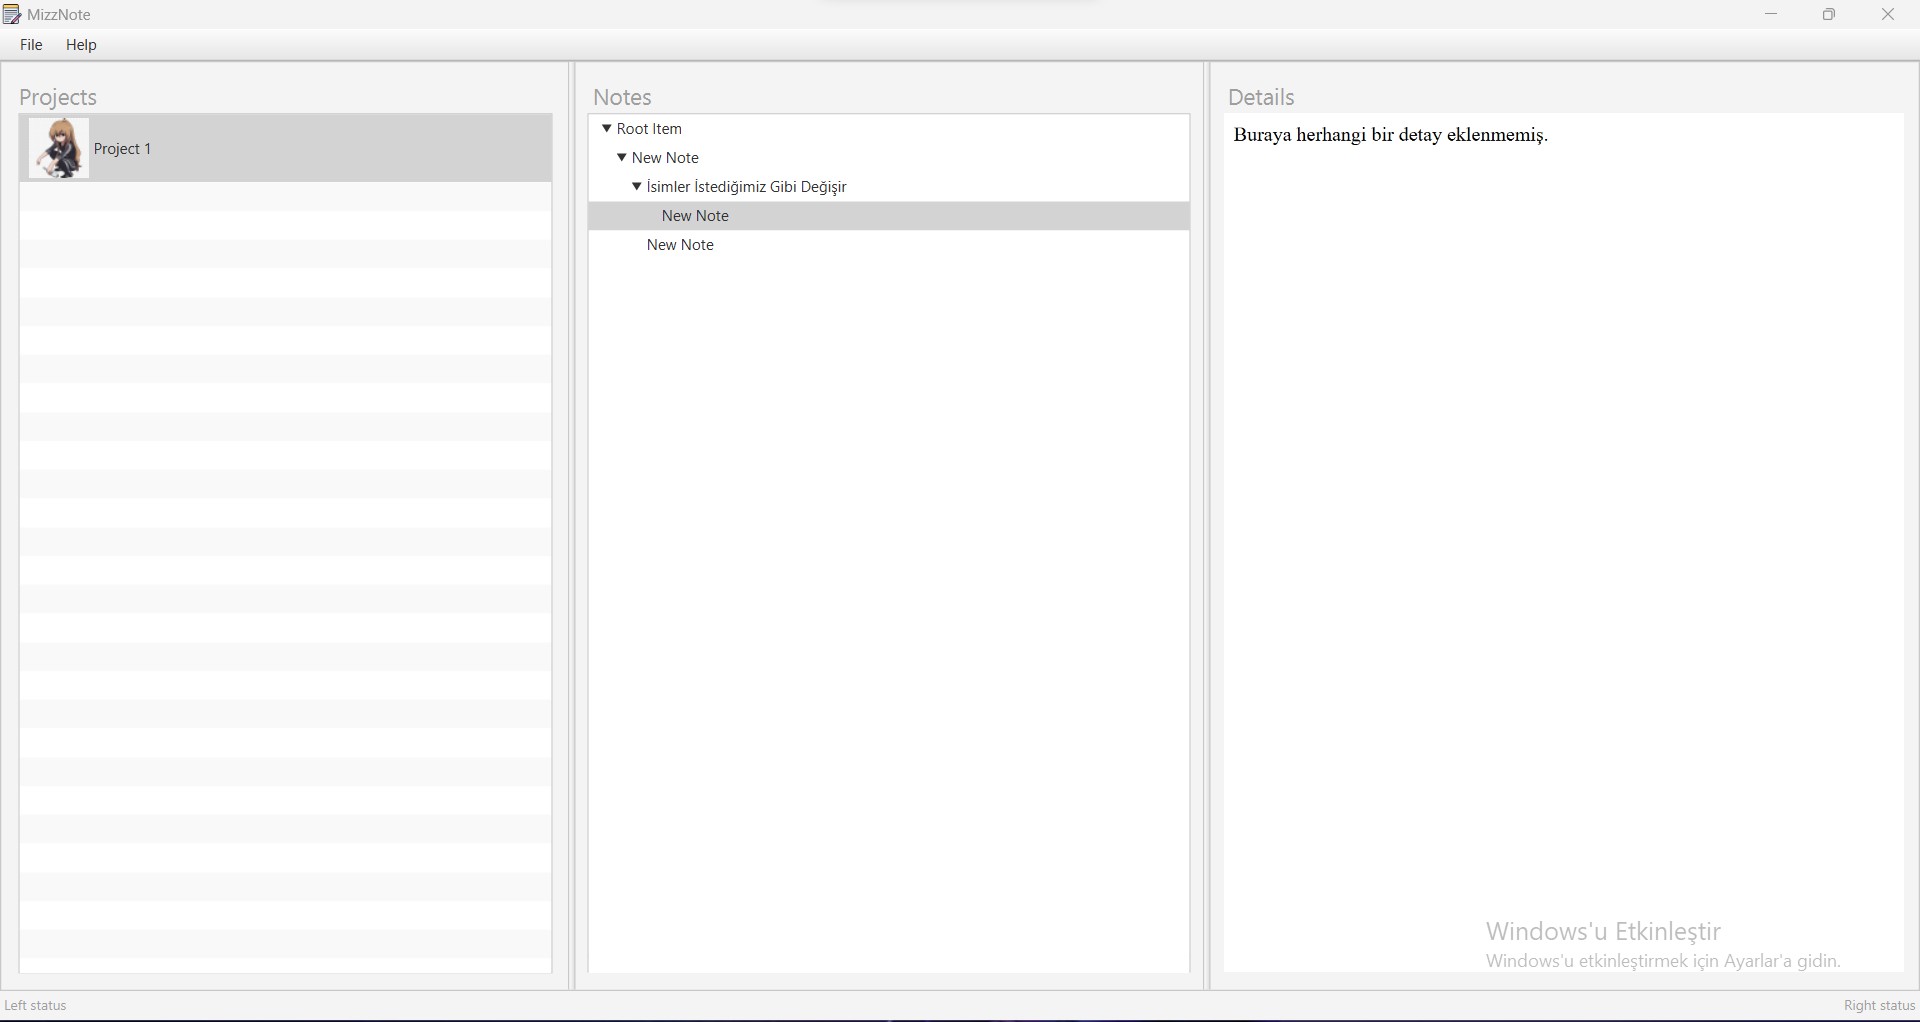 MizzNote
File Help
Projects
Project 1
Notes
Root Item
New Note
İsimler İstediğimiz Gibi Değişir
New Note
New Note
Details
Buraya herhangi bir detay eklenmemiş.
Windows'u Etkinleştir
Windows'u etkinleştirmek için Ayarlar'a gidin.
Left status
Right status